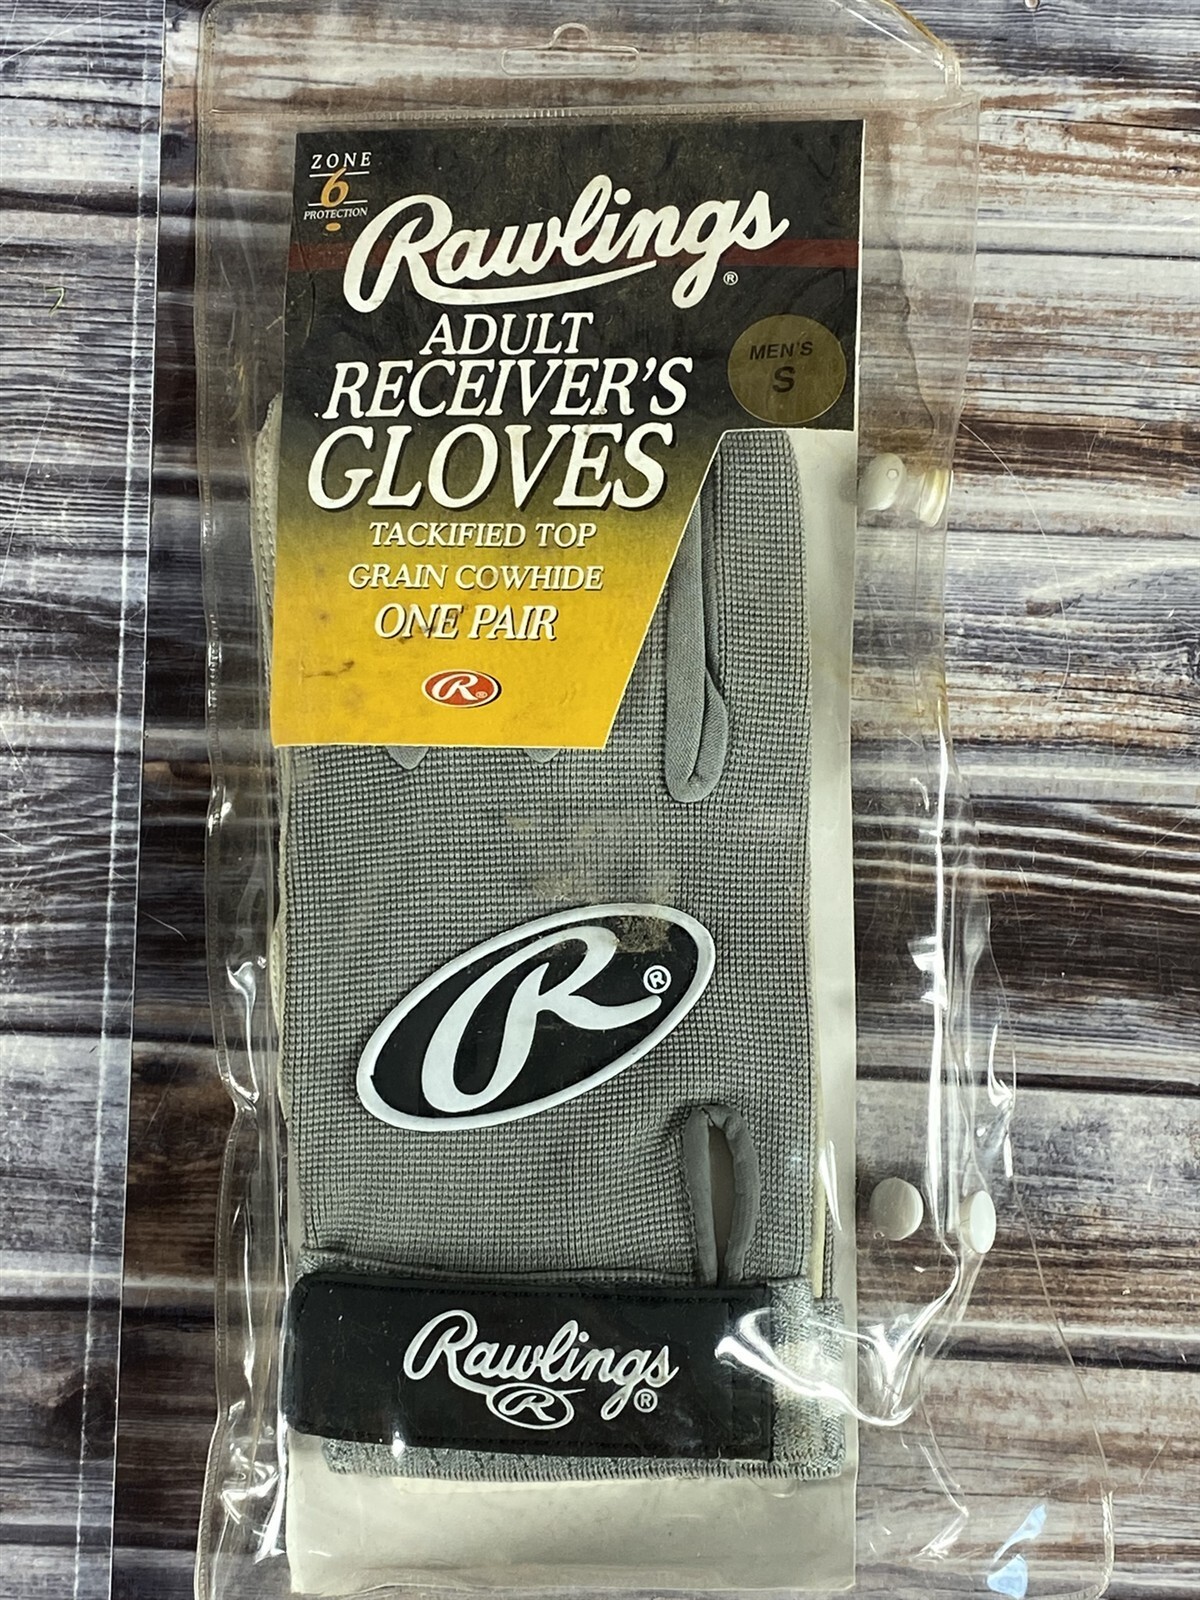 ZONE
6
PROTECTION
Rawlings®
ADULT
RECEIVER'S
GLOVES
MEN'S
S
TACKIFIED TOP
GRAIN COWHIDE
ONE PAIR
R®
R®
Rawlings®
R